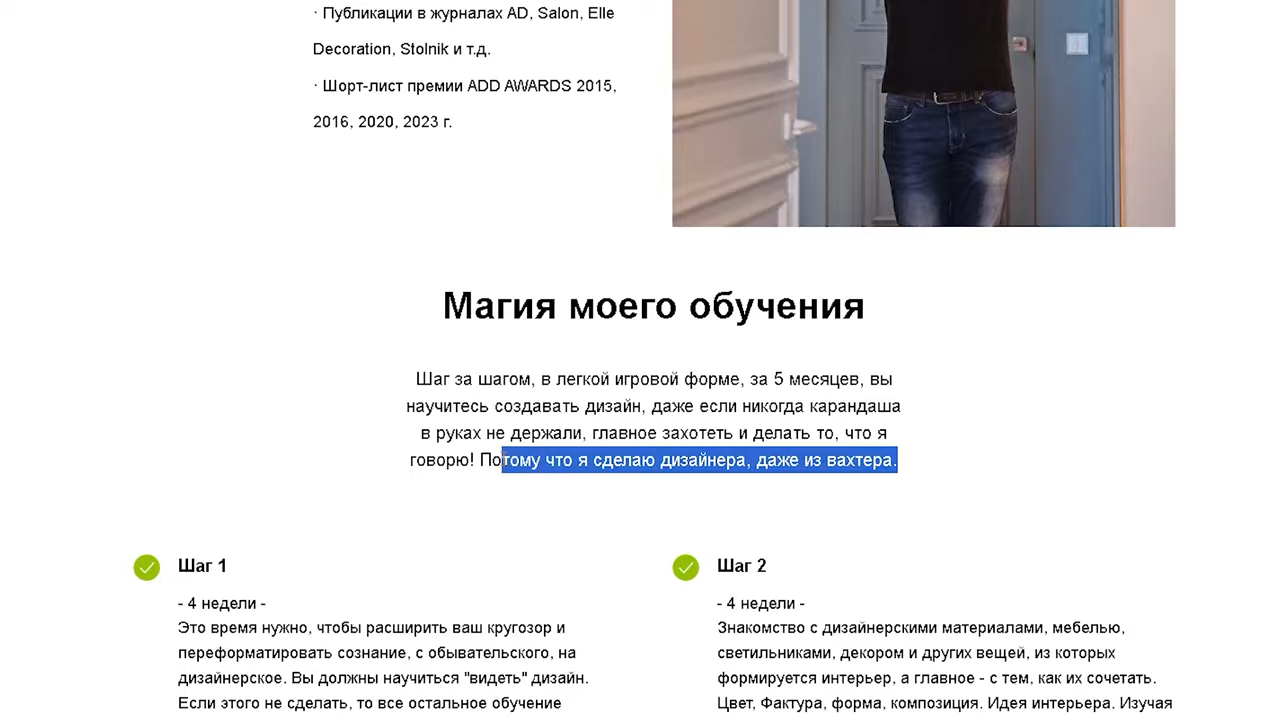 · Публикации в журналах AD, Salon, Elle
Decoration, Stolnik и т.д.
· Шорт-лист премии ADD AWARDS 2015,
2016, 2020, 2023 г.
Магия моего обучения
Шаг за шагом, в легкой игровой форме, за 5 месяцев, вы
научитесь создавать дизайн, даже если никогда карандаша
в руках не держали, главное захотеть и делать то, что я
говорю! Потому что я сделаю дизайнера, даже из вахтера.
Шаг 1
- 4 недели -
Это время нужно, чтобы расширить ваш кругозор и
переформатировать сознание, с обывательского, на
дизайнерское. Вы должны научиться "видеть" дизайн.
Если этого не сделать, то все остальное обучение
Шаг 2
- 4 недели -
Знакомство с дизайнерскими материалами, мебелью,
светильниками, декором и других вещей, из которых
формируется интерьер, а главное - с тем, как их сочетать.
Цвет, Фактура, форма, композиция. Идея интерьера. Изучая